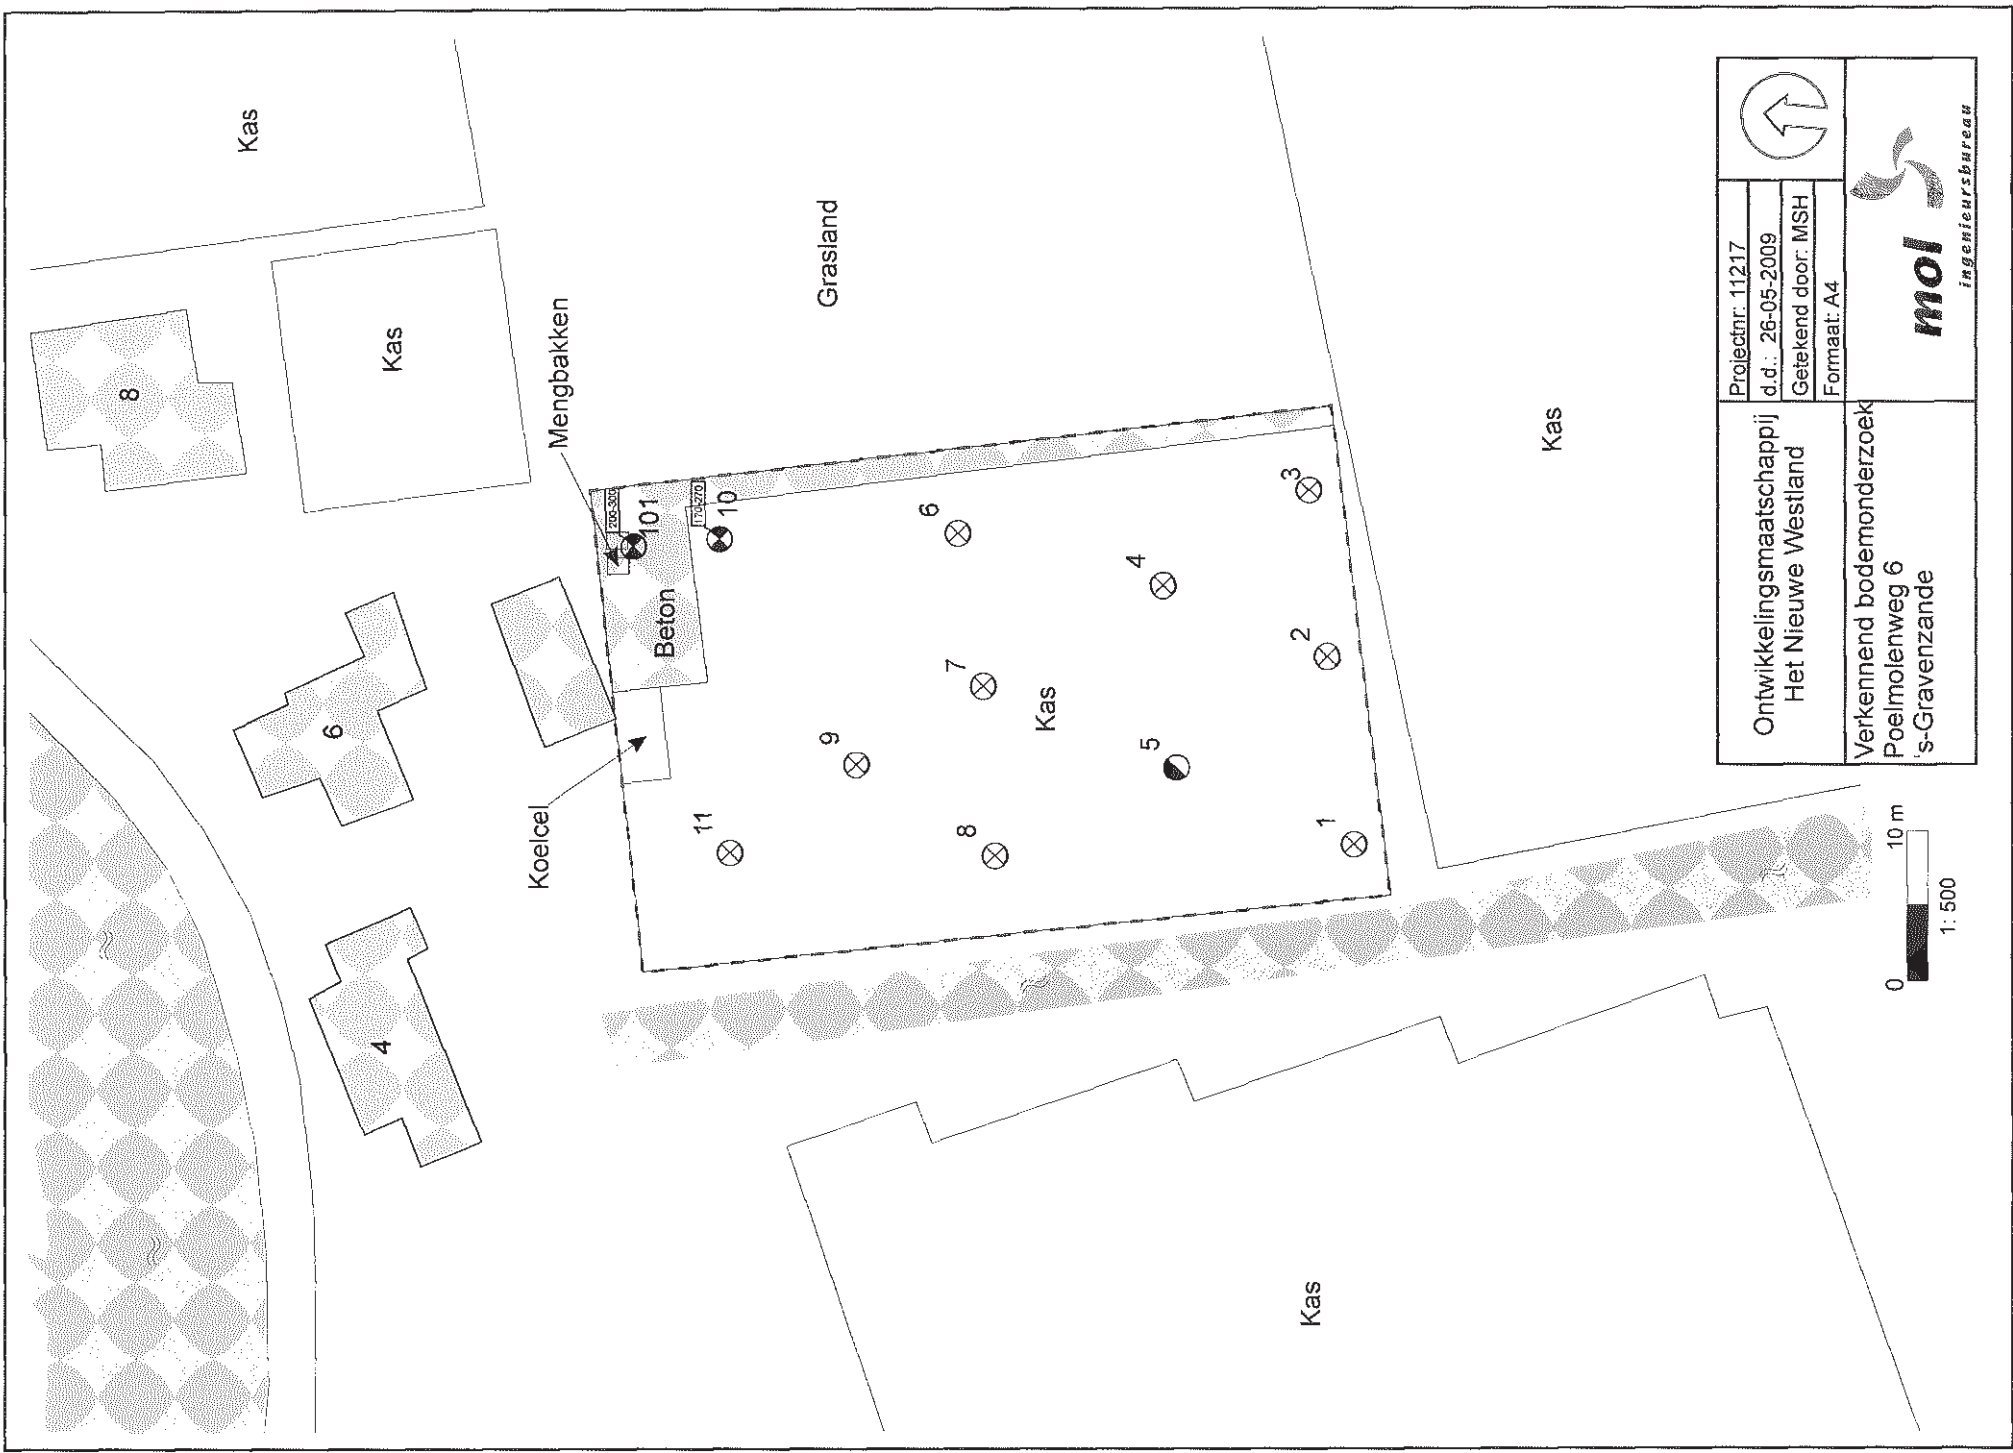 Kas
8
Kas
Grasland
Mengbakken
200-300
101
170-270
10
6
Beton
4
Koelcel
11
9
7
6
4
3
2
8
Kas
5
1
Kas
Kas
Projectnr: 11217
d.d.: 26-05-2009
Getekend door: MSH
Formaat: A4
Ontwikkelingsmaatschappij
Het Nieuwe Westland
Verkennend bodemonderzoek
Poelmolenweg 6
's-Gravenzande
mol
ingenieursbureau
0 10 m
1: 500